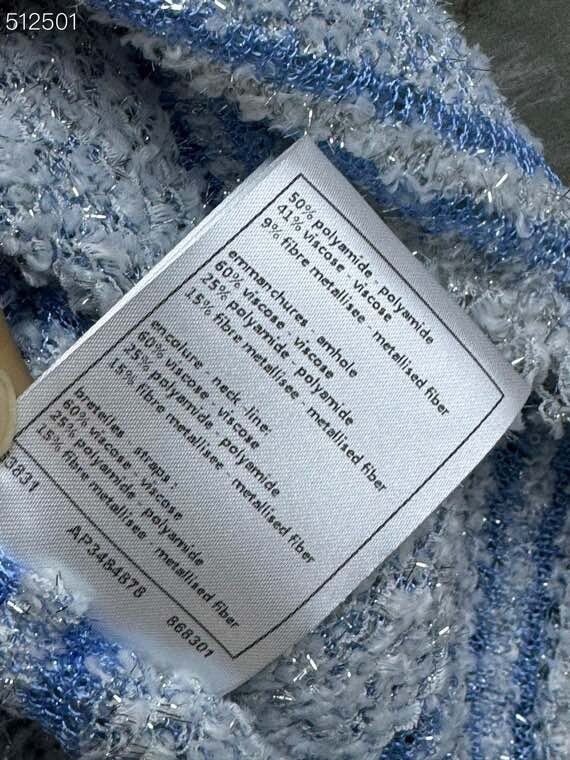 512501
50% polyamide - polyamide
41% viscose - viscose
9% fibre metallisee - metallised fiber
emmanchures - amhole
60% viscose - viscose
25% polyamide - polyamide
15% fibre metallisee - metallised fiber
encolure - neck -line:
60% viscose - viscose
25% polyamide - polyamide
15% fibre metallisee - metallised fiber
bretelles - straps :
60% viscose - viscose
25% polyamide - polyamide
15% fibre metallisee - metallised fiber
3831
AP3484878
868301